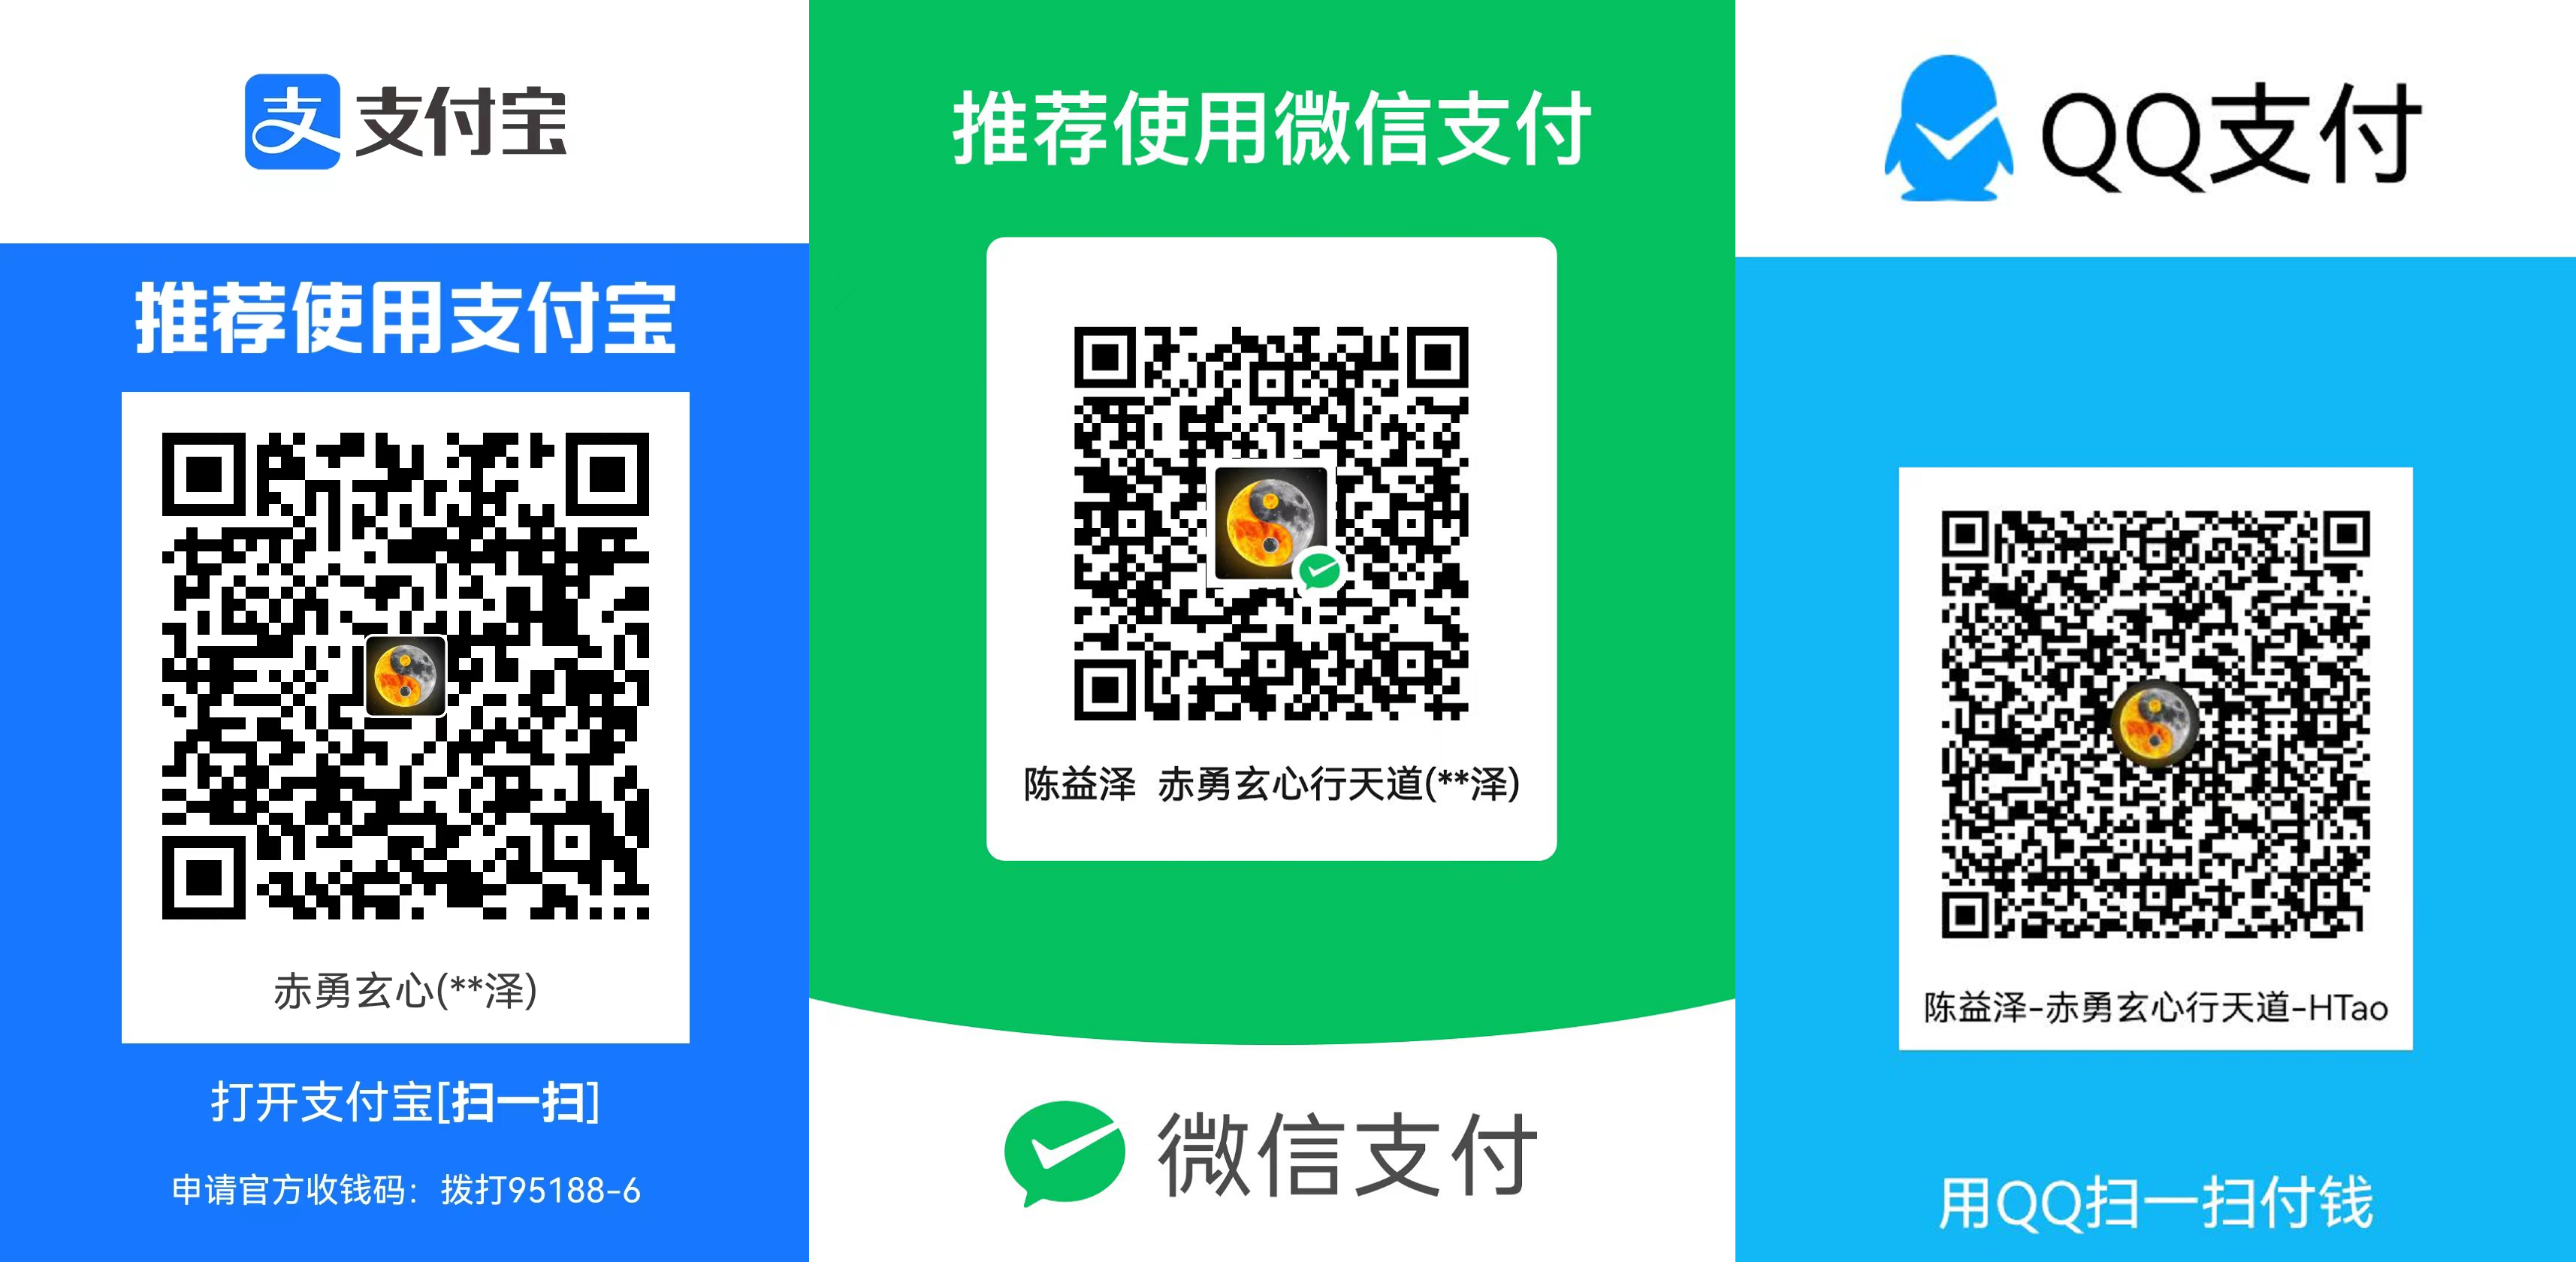 支付宝
推荐使用支付宝
赤勇玄心(**泽)
打开支付宝[扫一扫]
申请官方收钱码：拨打95188-6
推荐使用微信支付
陈益泽 赤勇玄心行天道(**泽)
微信支付
QQ支付
陈益泽-赤勇玄心行天道-HTao
用QQ扫一扫付钱